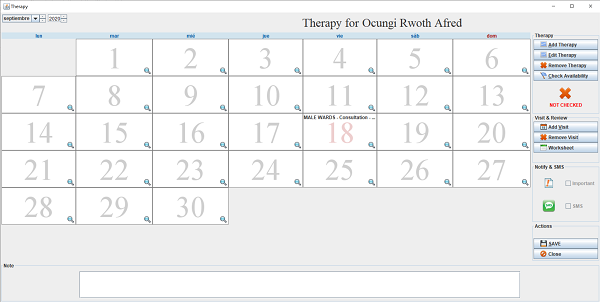 Therapy
septiembre 2020
Therapy for Ocungi Rwoth Afred
lun mar mié jue vie sáb dom
1 2 3 4 5 6
7 8 9 10 11 12 13
MALE WARDS . Consultation - ...
14 15 16 17 18 19 20
21 22 23 24 25 26 27
28 29 30
Therapy
Add Therapy
Edit Therapy
Remove Therapy
Check Availability
NOT CHECKED
Visit & Review
Add Visit
Remove Visit
Worksheet
Notify & SMS
Important
SMS
Actions
SAVE
Close
Note